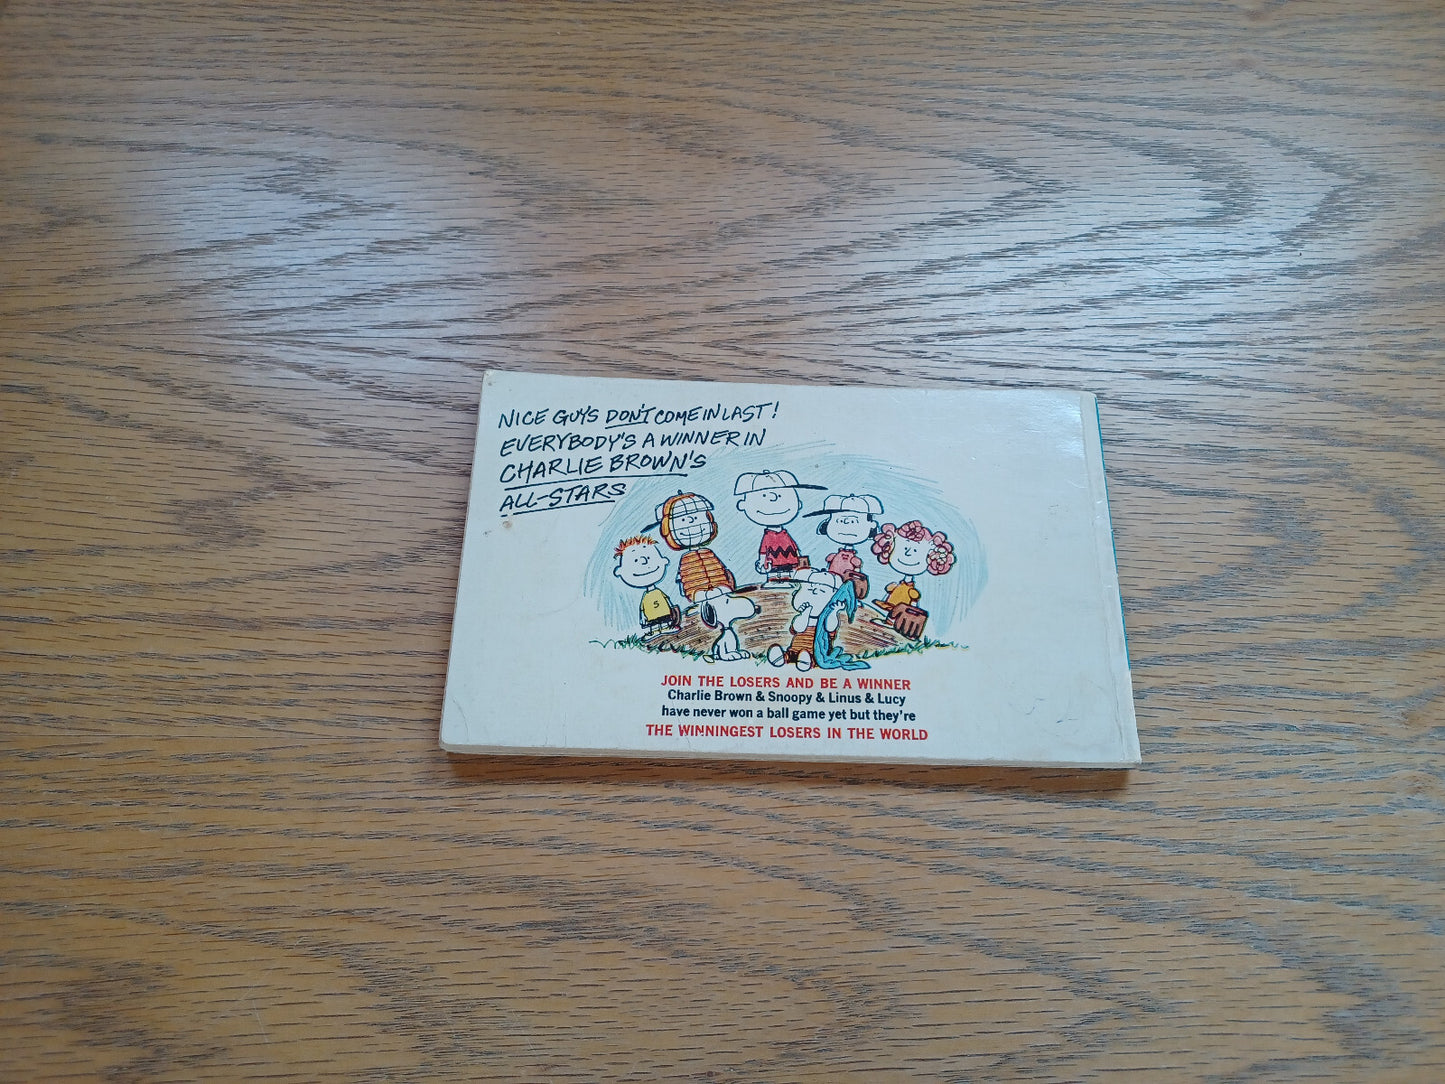 NICE GUYS DON'T COME IN LAST!
EVERYBODY'S A WINNER IN
CHARLIE BROWN'S
ALL-STARS
S
JOIN THE LOSERS AND BE A WINNER
Charlie Brown & Snoopy & Linus & Lucy
have never won a ball game yet but they're
THE WINNINGEST LOSERS IN THE WORLD